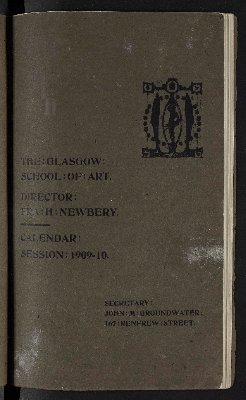 THE:GLASGOW:
SCHOOL:OF:ART.
DIRECTOR:
FRA:H:NEWBERY.
CALENDAR:
SESSION:1909-10.
SECRETARY:
JOHN:M:GROUNDWATER:
167:RENFREW:STREET.